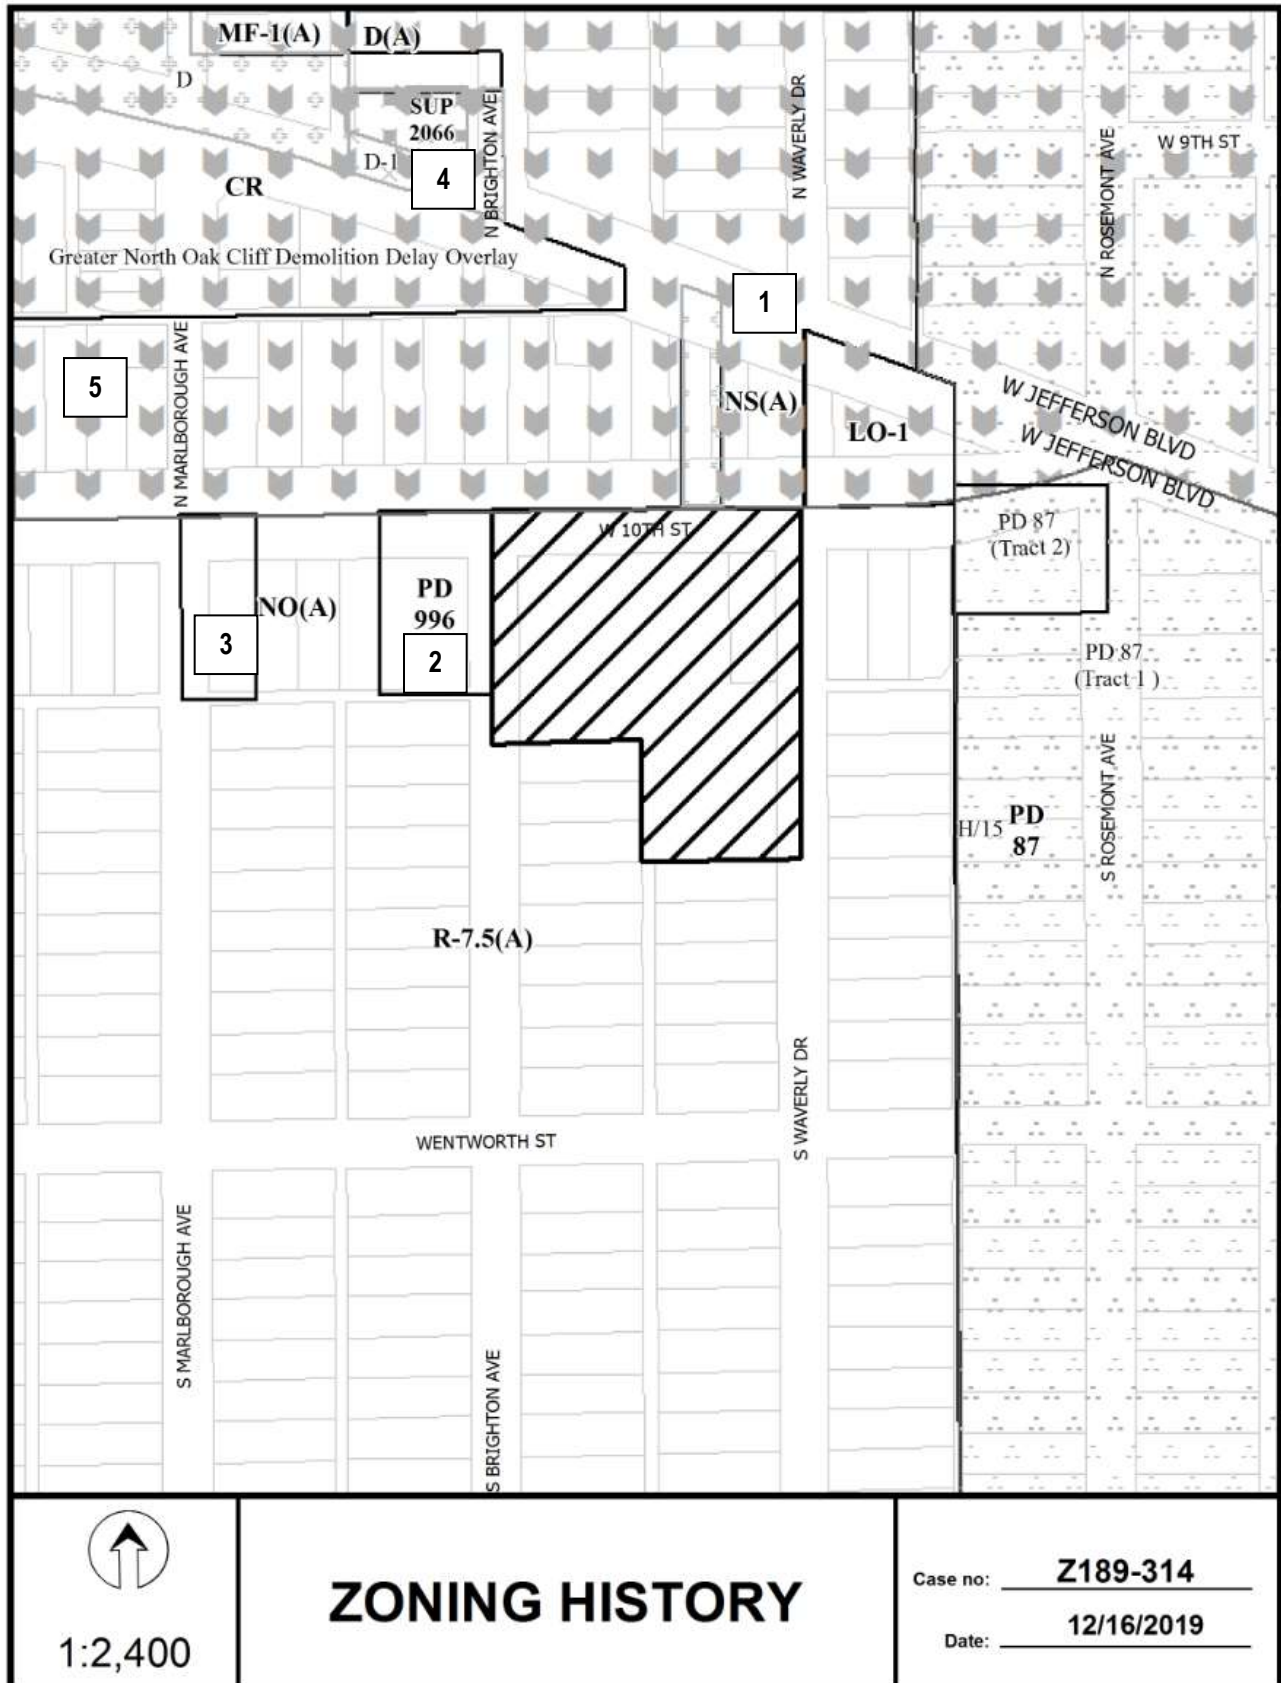 MF-1(A)
D(A)
D
SUP
2066
D-1
4
CR
N BRIGHTON AVE
N WAVERLY DR
N ROSEMONT AVE
W 9TH ST
Greater North Oak Cliff Demolition Delay Overlay
1
5
N MARLBOROUGH AVE
NS(A)
LO-1
W JEFFERSON BLVD
W JEFFERSON BLVD
W 10TH ST
PD 87
(Tract 2)
3
NO(A)
PD
996
2
PD 87
(Tract 1 )
H/15
PD
87
S ROSEMONT AVE
R-7.5(A)
S WAVERLY DR
WENTWORTH ST
S MARLBOROUGH AVE
S BRIGHTON AVE
1:2,400
ZONING HISTORY
Case no: Z189-314
Date: 12/16/2019